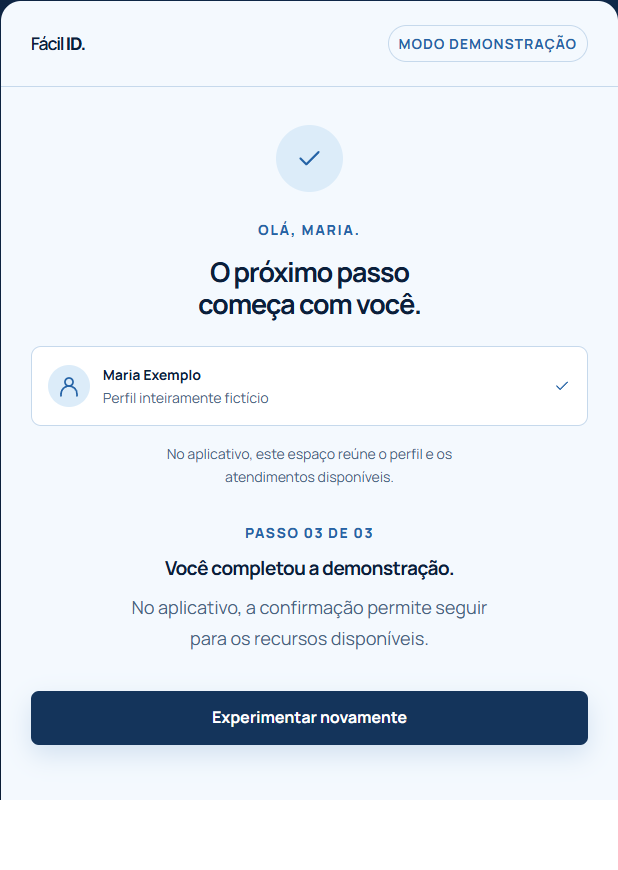 Fácil ID.
MODO DEMONSTRAÇÃO
OLÁ, MARIA.
O próximo passo
começa com você.
Maria Exemplo
Perfil inteiramente fictício
No aplicativo, este espaço reúne o perfil e os
atendimentos disponíveis.
PASSO 03 DE 03
Você completou a demonstração.
No aplicativo, a confirmação permite seguir
para os recursos disponíveis.
Experimentar novamente